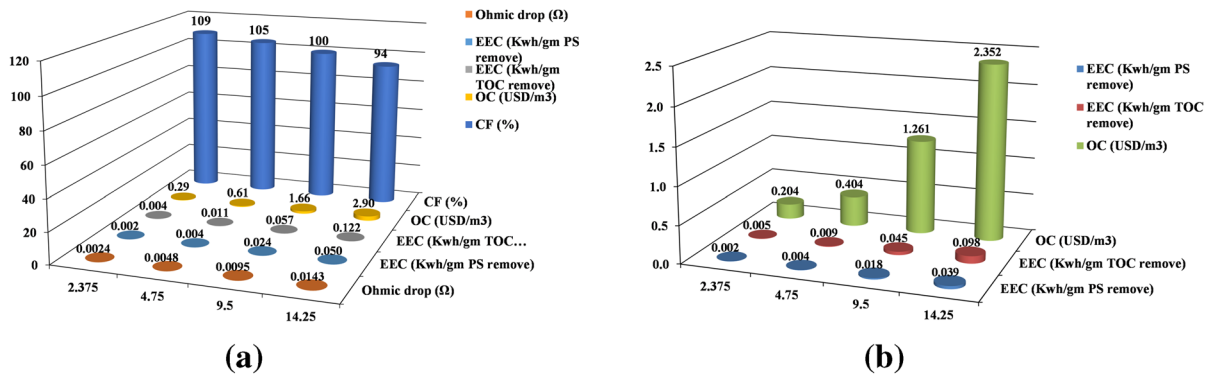 109
105
100
94
120
100
80
60
40
20
0
0.29
0.61
1.66
2.90
0.004
0.011
0.057
0.122
0.002
0.004
0.024
0.050
0.0024
0.0048
0.0095
0.0143
2.375
4.75
9.5
14.25
CF (%)
OC (USD/m3)
EEC (Kwh/gm TOC...
EEC (Kwh/gm PS remove)
Ohmic drop (Ω)
Ohmic drop (Ω)
EEC (Kwh/gm PS
remove)
EEC (Kwh/gm
TOC remove)
OC (USD/m3)
CF (%)
(a)
2.5
2.0
1.5
1.0
0.5
0.0
0.204
0.404
1.261
2.352
0.005
0.009
0.045
0.098
0.002
0.004
0.018
0.039
2.375
4.75
9.5
14.25
OC (USD/m3)
EEC (Kwh/gm TOC remove)
EEC (Kwh/gm PS remove)
EEC (Kwh/gm PS
remove)
EEC (Kwh/gm TOC
remove)
OC (USD/m3)
(b)